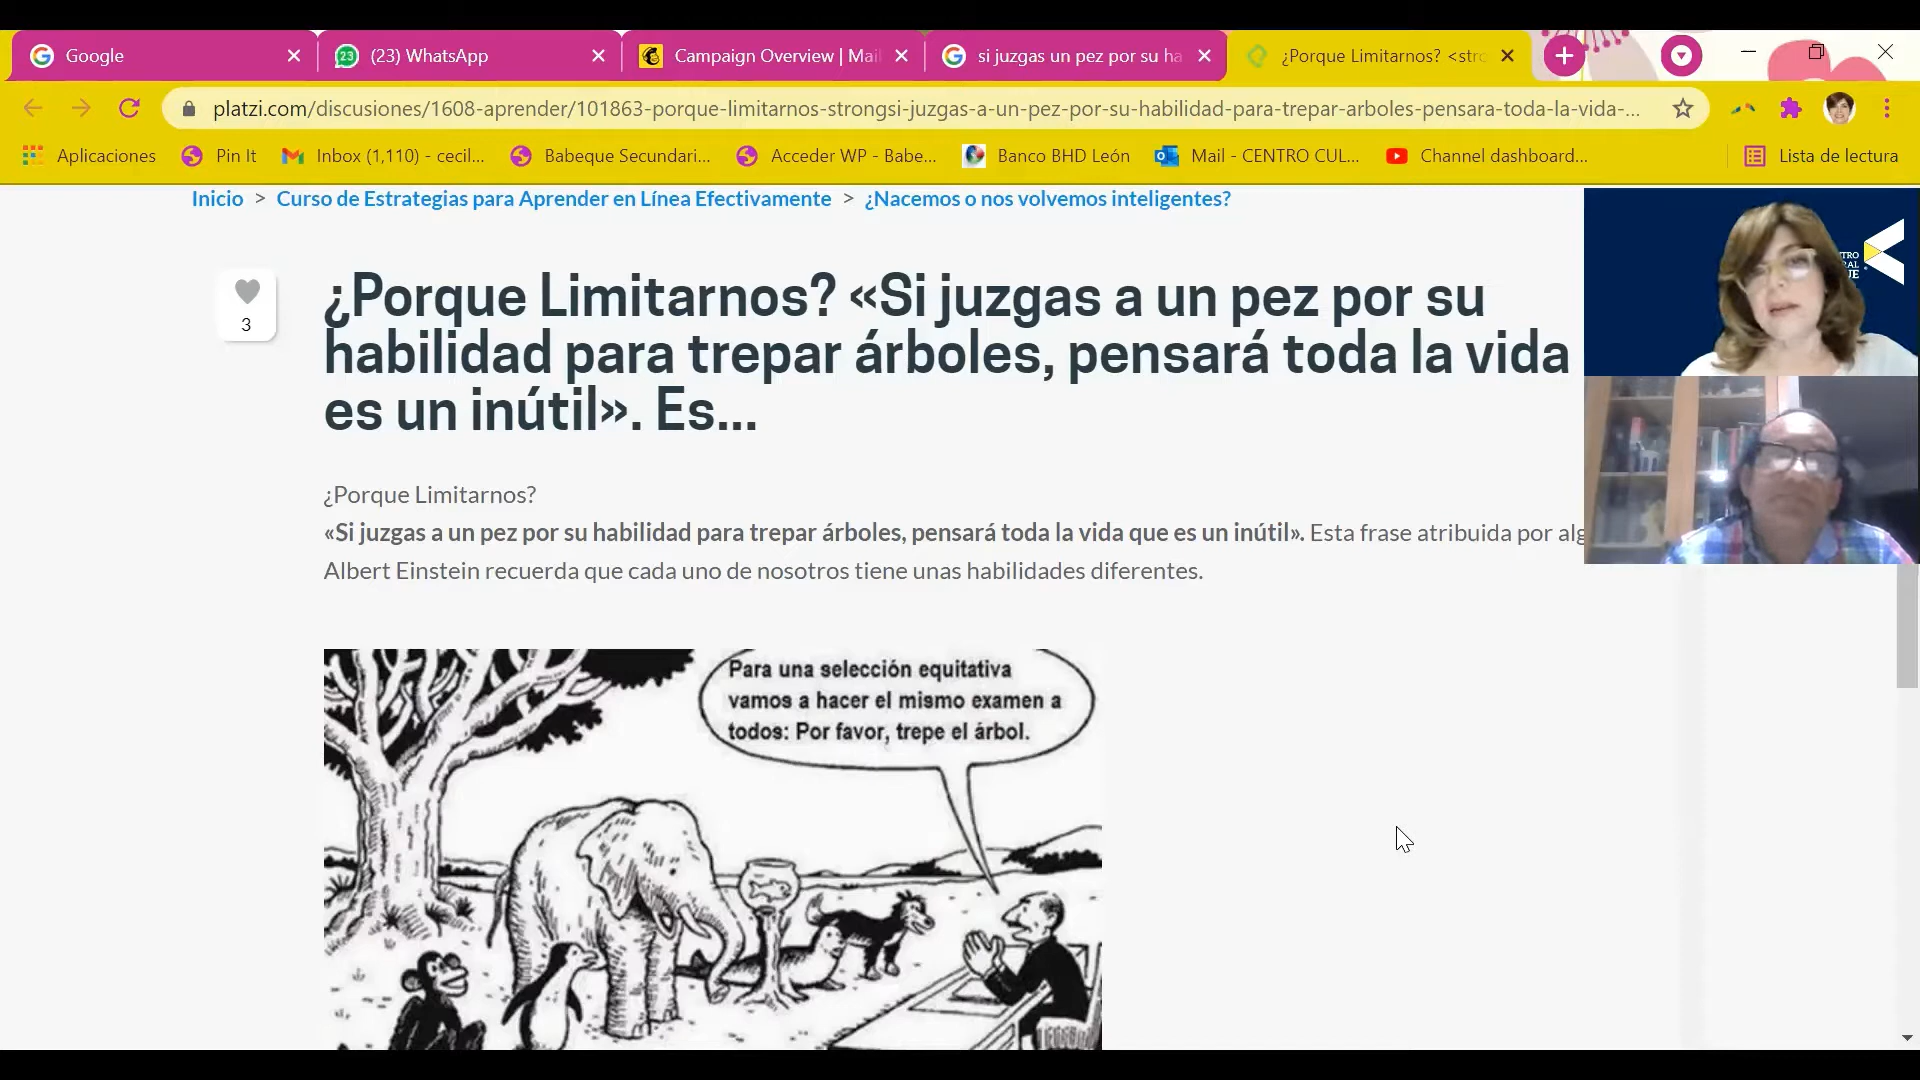 Google
(23) WhatsApp
Campaign Overview | Mail
si juzgas un pez por su ha
¿Porque Limitarnos? <stro
platzi.com/discusiones/1608-aprender/101863-porque-limitarnos-strongsi-juzgas-a-un-pez-por-su-habilidad-para-trepar-arboles-pensara-toda-la-vida-...
Aplicaciones
Pin It
Inbox (1,110) - cecil...
Babeque Secundari...
Acceder WP - Babe...
Banco BHD León
Mail - CENTRO CUL...
Channel dashboard...
Lista de lectura
Inicio > Curso de Estrategias para Aprender en Línea Efectivamente > ¿Nacemos o nos volvemos inteligentes?
3
¿Porque Limitarnos? «Si juzgas a un pez por su
habilidad para trepar árboles, pensará toda la vida
es un inútil». Es...
¿Porque Limitarnos?
«Si juzgas a un pez por su habilidad para trepar árboles, pensará toda la vida que es un inútil». Esta frase atribuida por alg
Albert Einstein recuerda que cada uno de nosotros tiene unas habilidades diferentes.
Para una selección equitativa
vamos a hacer el mismo examen a
todos: Por favor, trepe el árbol.